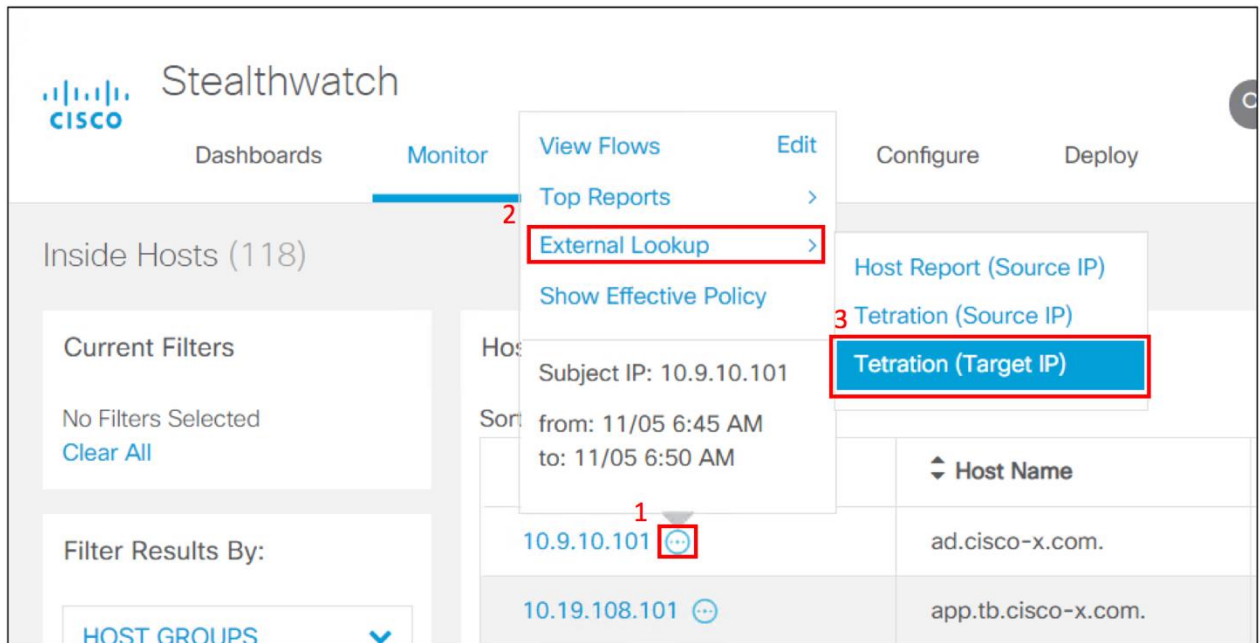 Stealthwatch
CISCO
Dashboards Monitor Configure Deploy
View Flows Edit
Top Reports >
2
External Lookup >
Show Effective Policy
Host Report (Source IP)
Tetration (Source IP)
3
Tetration (Target IP)
Subject IP: 10.9.10.101
from: 11/05 6:45 AM
to: 11/05 6:50 AM
Inside Hosts (118)
Current Filters
No Filters Selected
Clear All
Filter Results By:
HOST GROUPS
Host Name
1
10.9.10.101 ad.cisco-x.com.
10.19.108.101 app.tb.cisco-x.com.